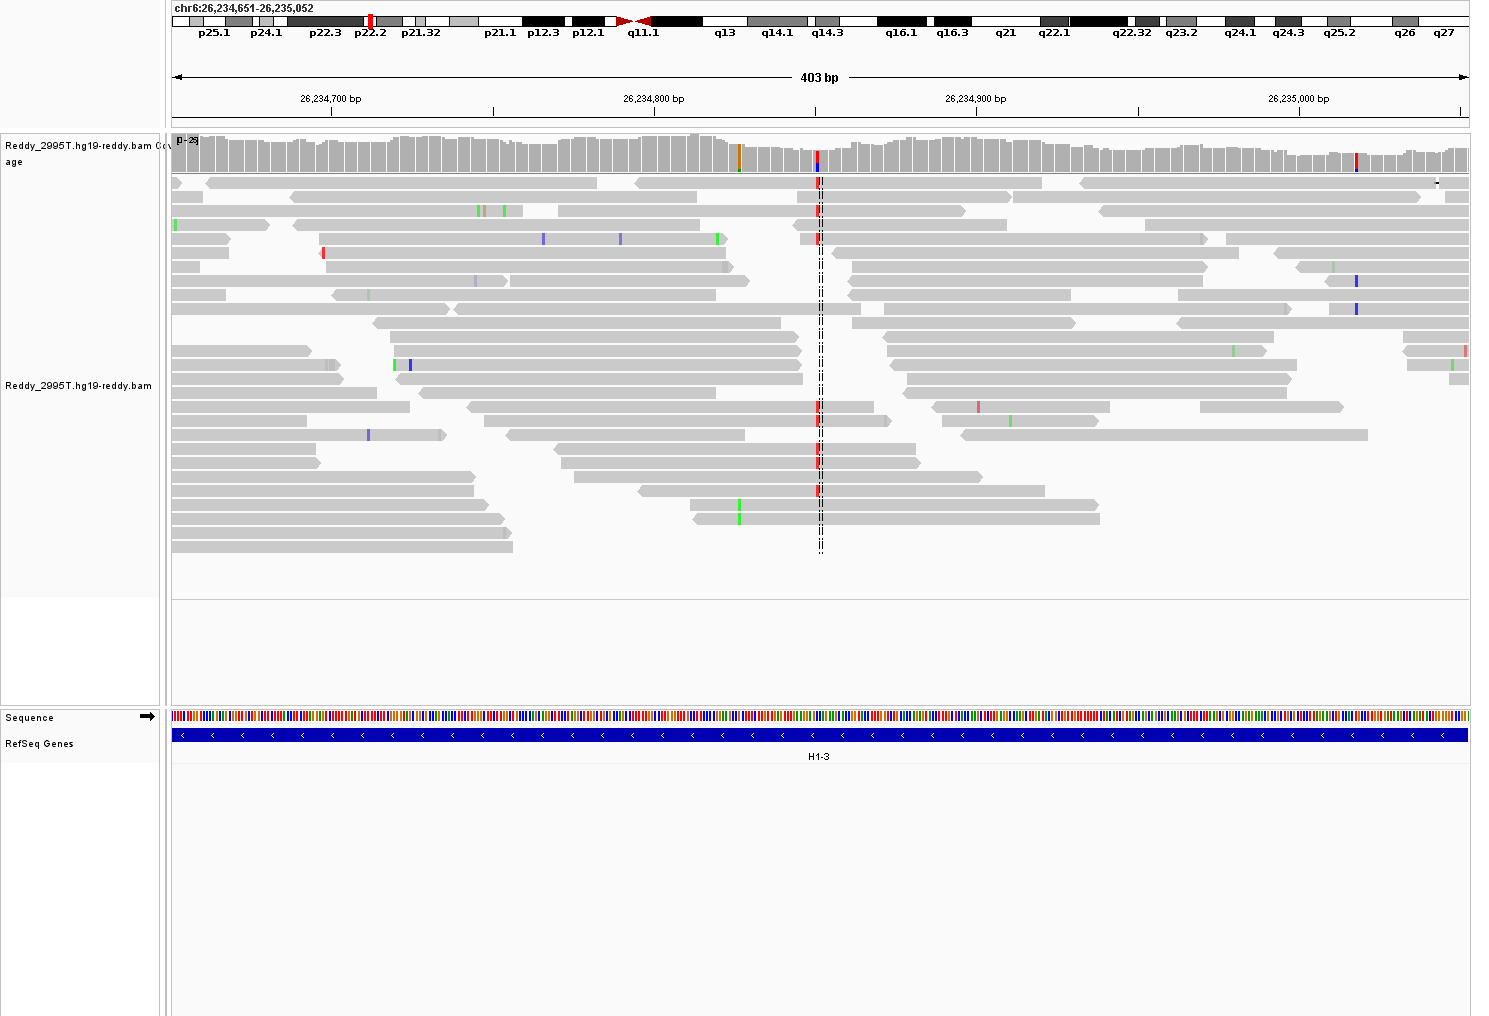 chr6:26,234,651-26,235,052
p25.1 p24.1 p22.3 p22.2 p21.32 p21.1 p12.3 p12.1 q11.1 q13 q14.1 q14.3 q16.1 q16.3 q21 q22.1 q22.32 q23.2 q24.1 q24.3 q25.2 q26 q27
403 bp
26,234,700 bp 26,234,800 bp 26,234,900 bp 26,235,000 bp
Reddy_2995T.hg19-reddy.bam Cov
age
Reddy_2995T.hg19-reddy.bam
Sequence
RefSeq Genes
H1-3